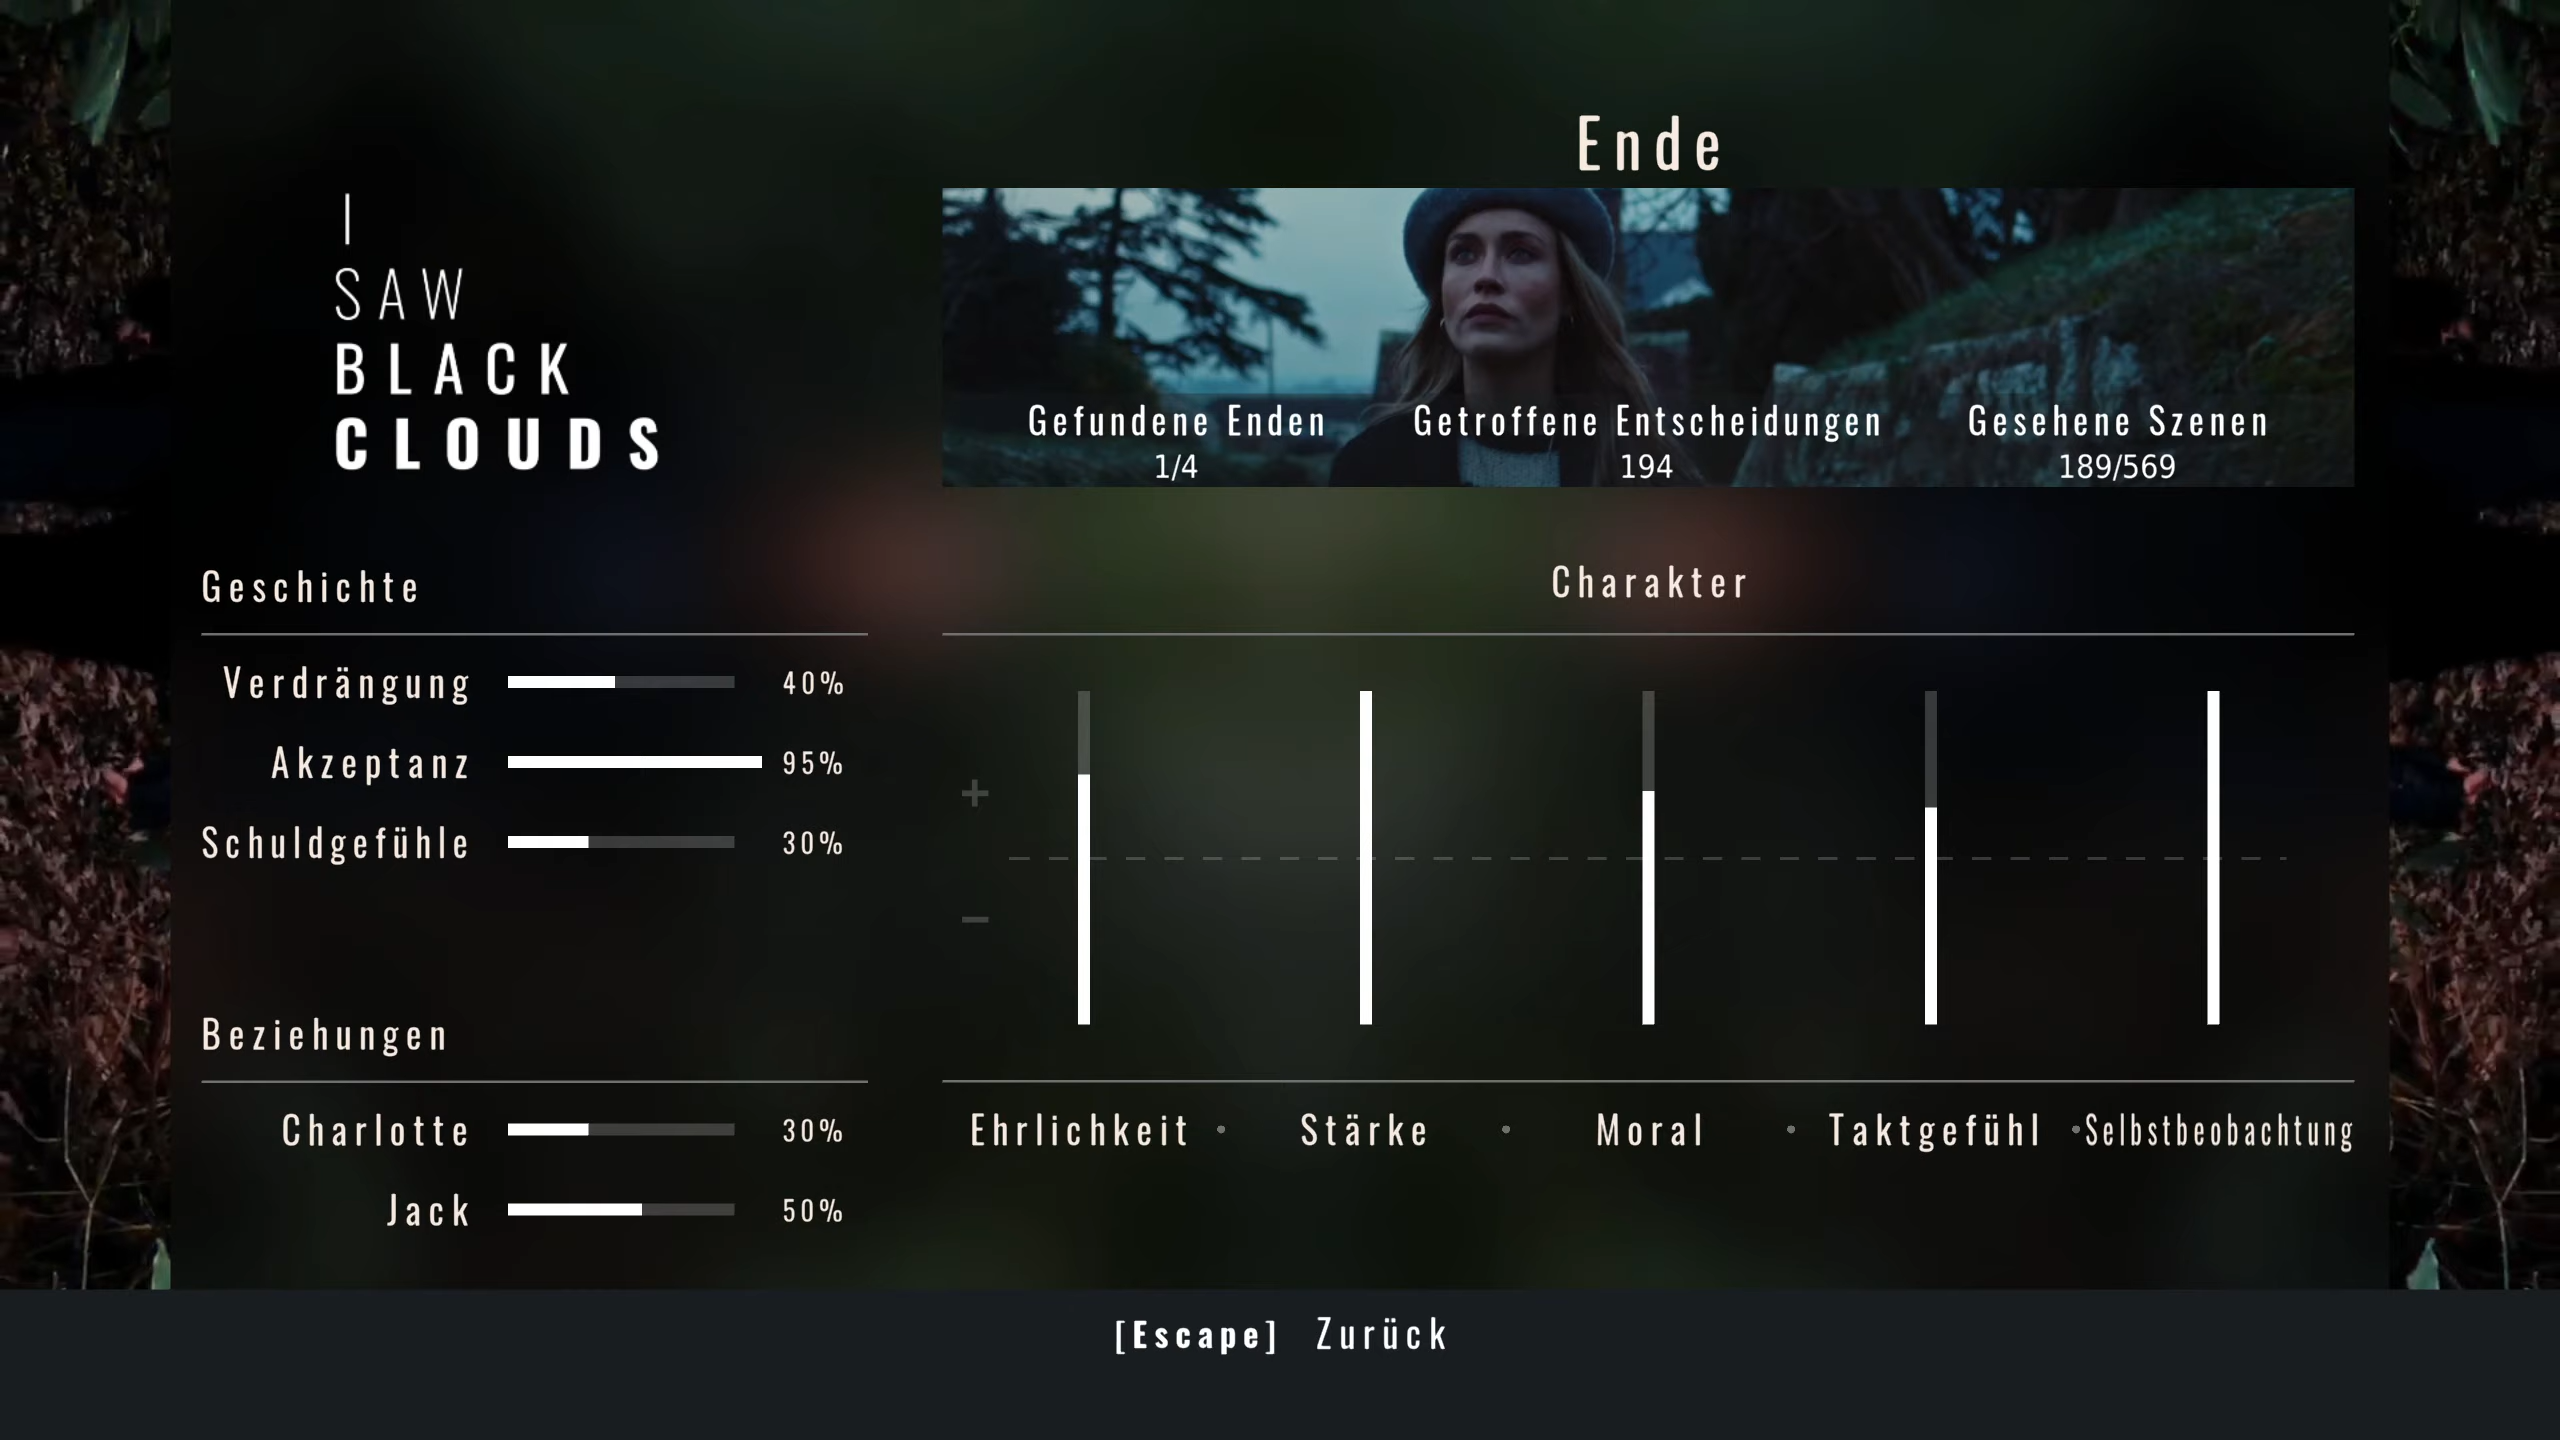 I
SAW
BLACK
CLOUDS
Ende
Gefundene Enden
1/4
Getroffene Entscheidungen
194
Gesehene Szenen
189/569
Geschichte
Verdrängung 40%
Akzeptanz 95%
Schuldgefühle 30%
Beziehungen
Charlotte 30%
Jack 50%
Charakter
+
−
Ehrlichkeit • Stärke • Moral • Taktgefühl • Selbstbeobachtung
[Escape] Zurück